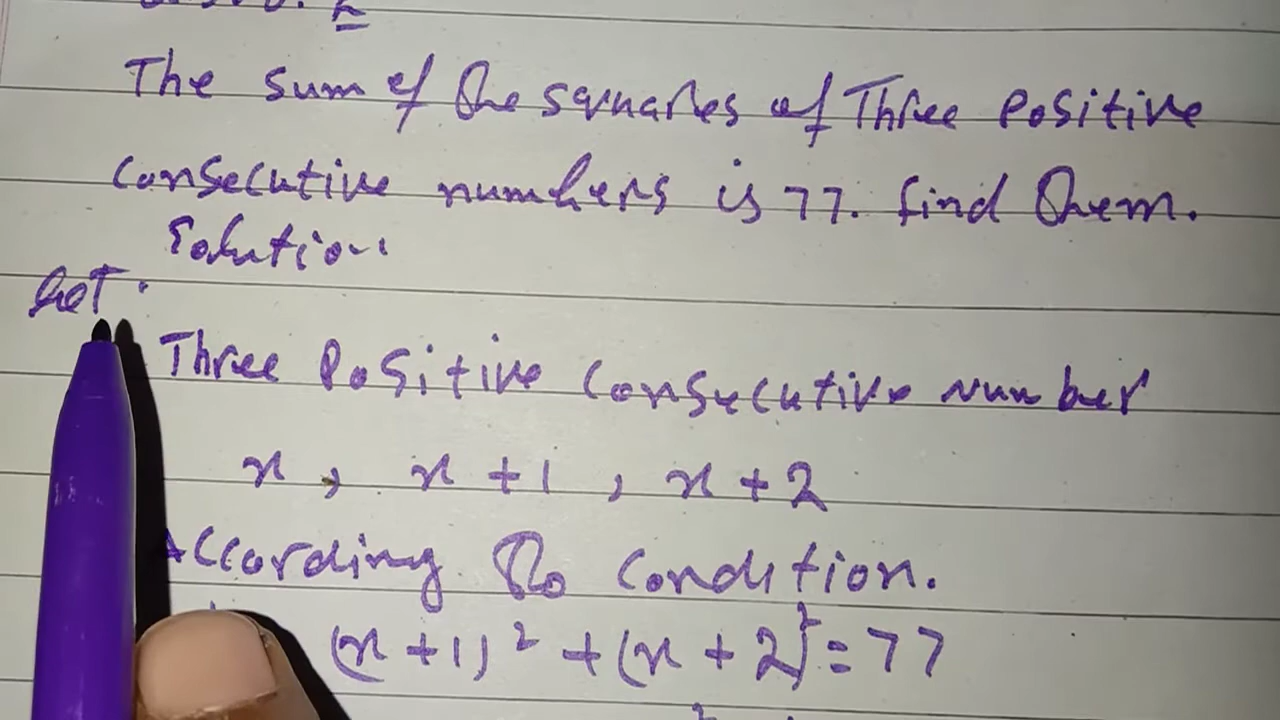 The sum of the squares of Three Positive
Consecutive numbers is 77. find them.
Solution:
Let.
Three Positive Consecutive Number
x, x+1, x+2
According to Condition.
(x+1)² + (x+2)² = 77